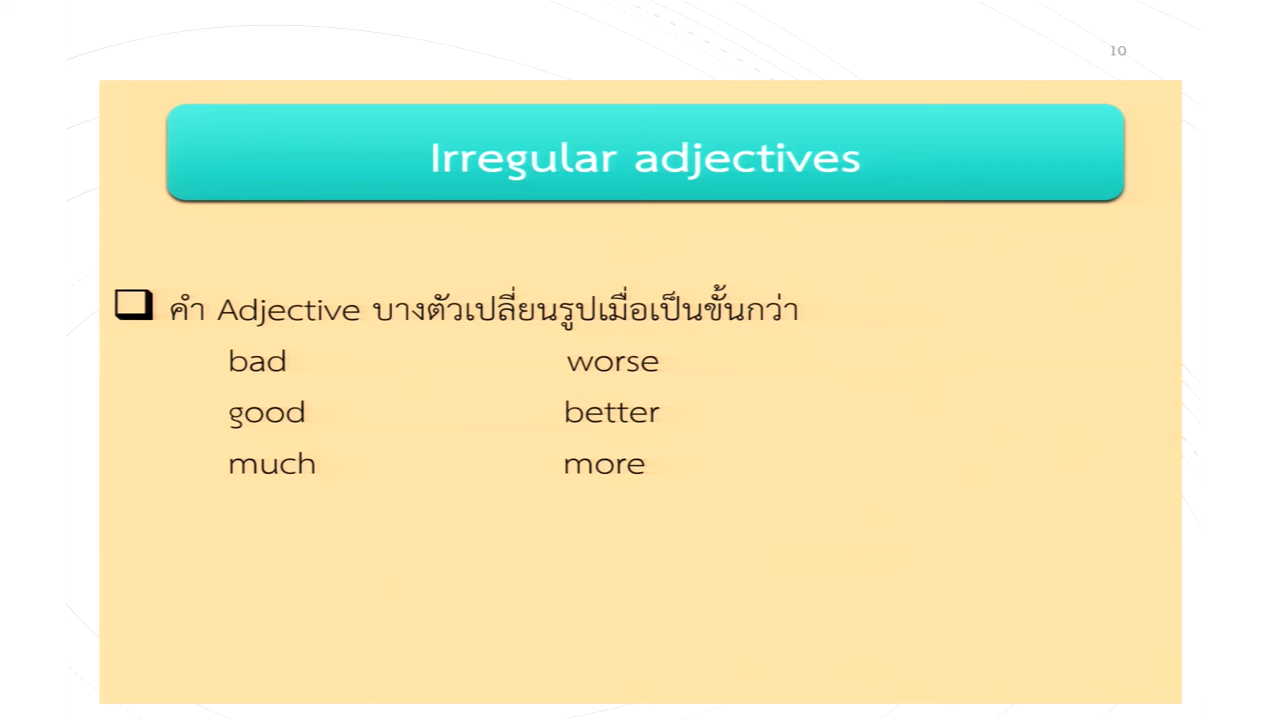 10
Irregular adjectives
คำ Adjective บางตัวเปลี่ยนรูปเมื่อเป็นขั้นกว่า
bad worse
good better
much more